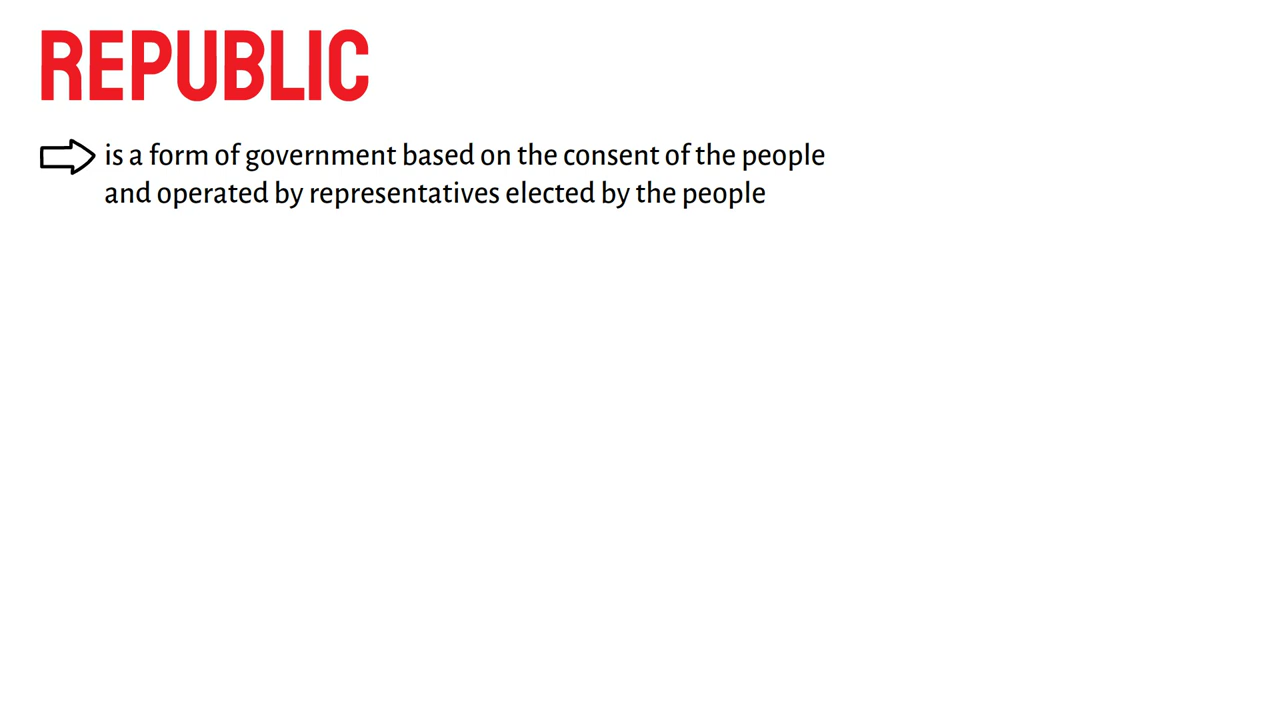 REPUBLIC
is a form of government based on the consent of the people
and operated by representatives elected by the people